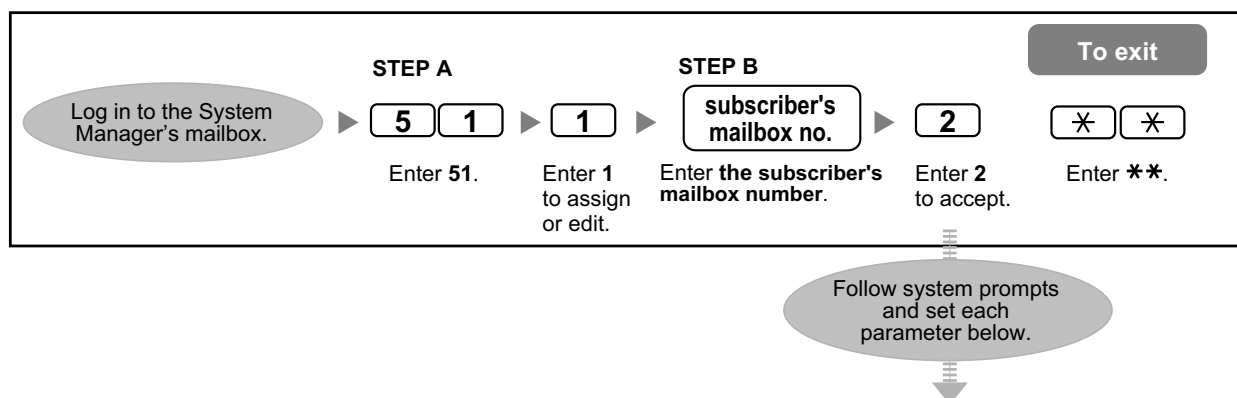 To exit
STEP A
STEP B
Log in to the System
Manager's mailbox.
5 1
1
subscriber's
mailbox no.
2
* *
Enter 51.
Enter 1
to assign
or edit.
Enter the subscriber's
mailbox number.
Enter 2
to accept.
Enter **.
Follow system prompts
and set each
parameter below.